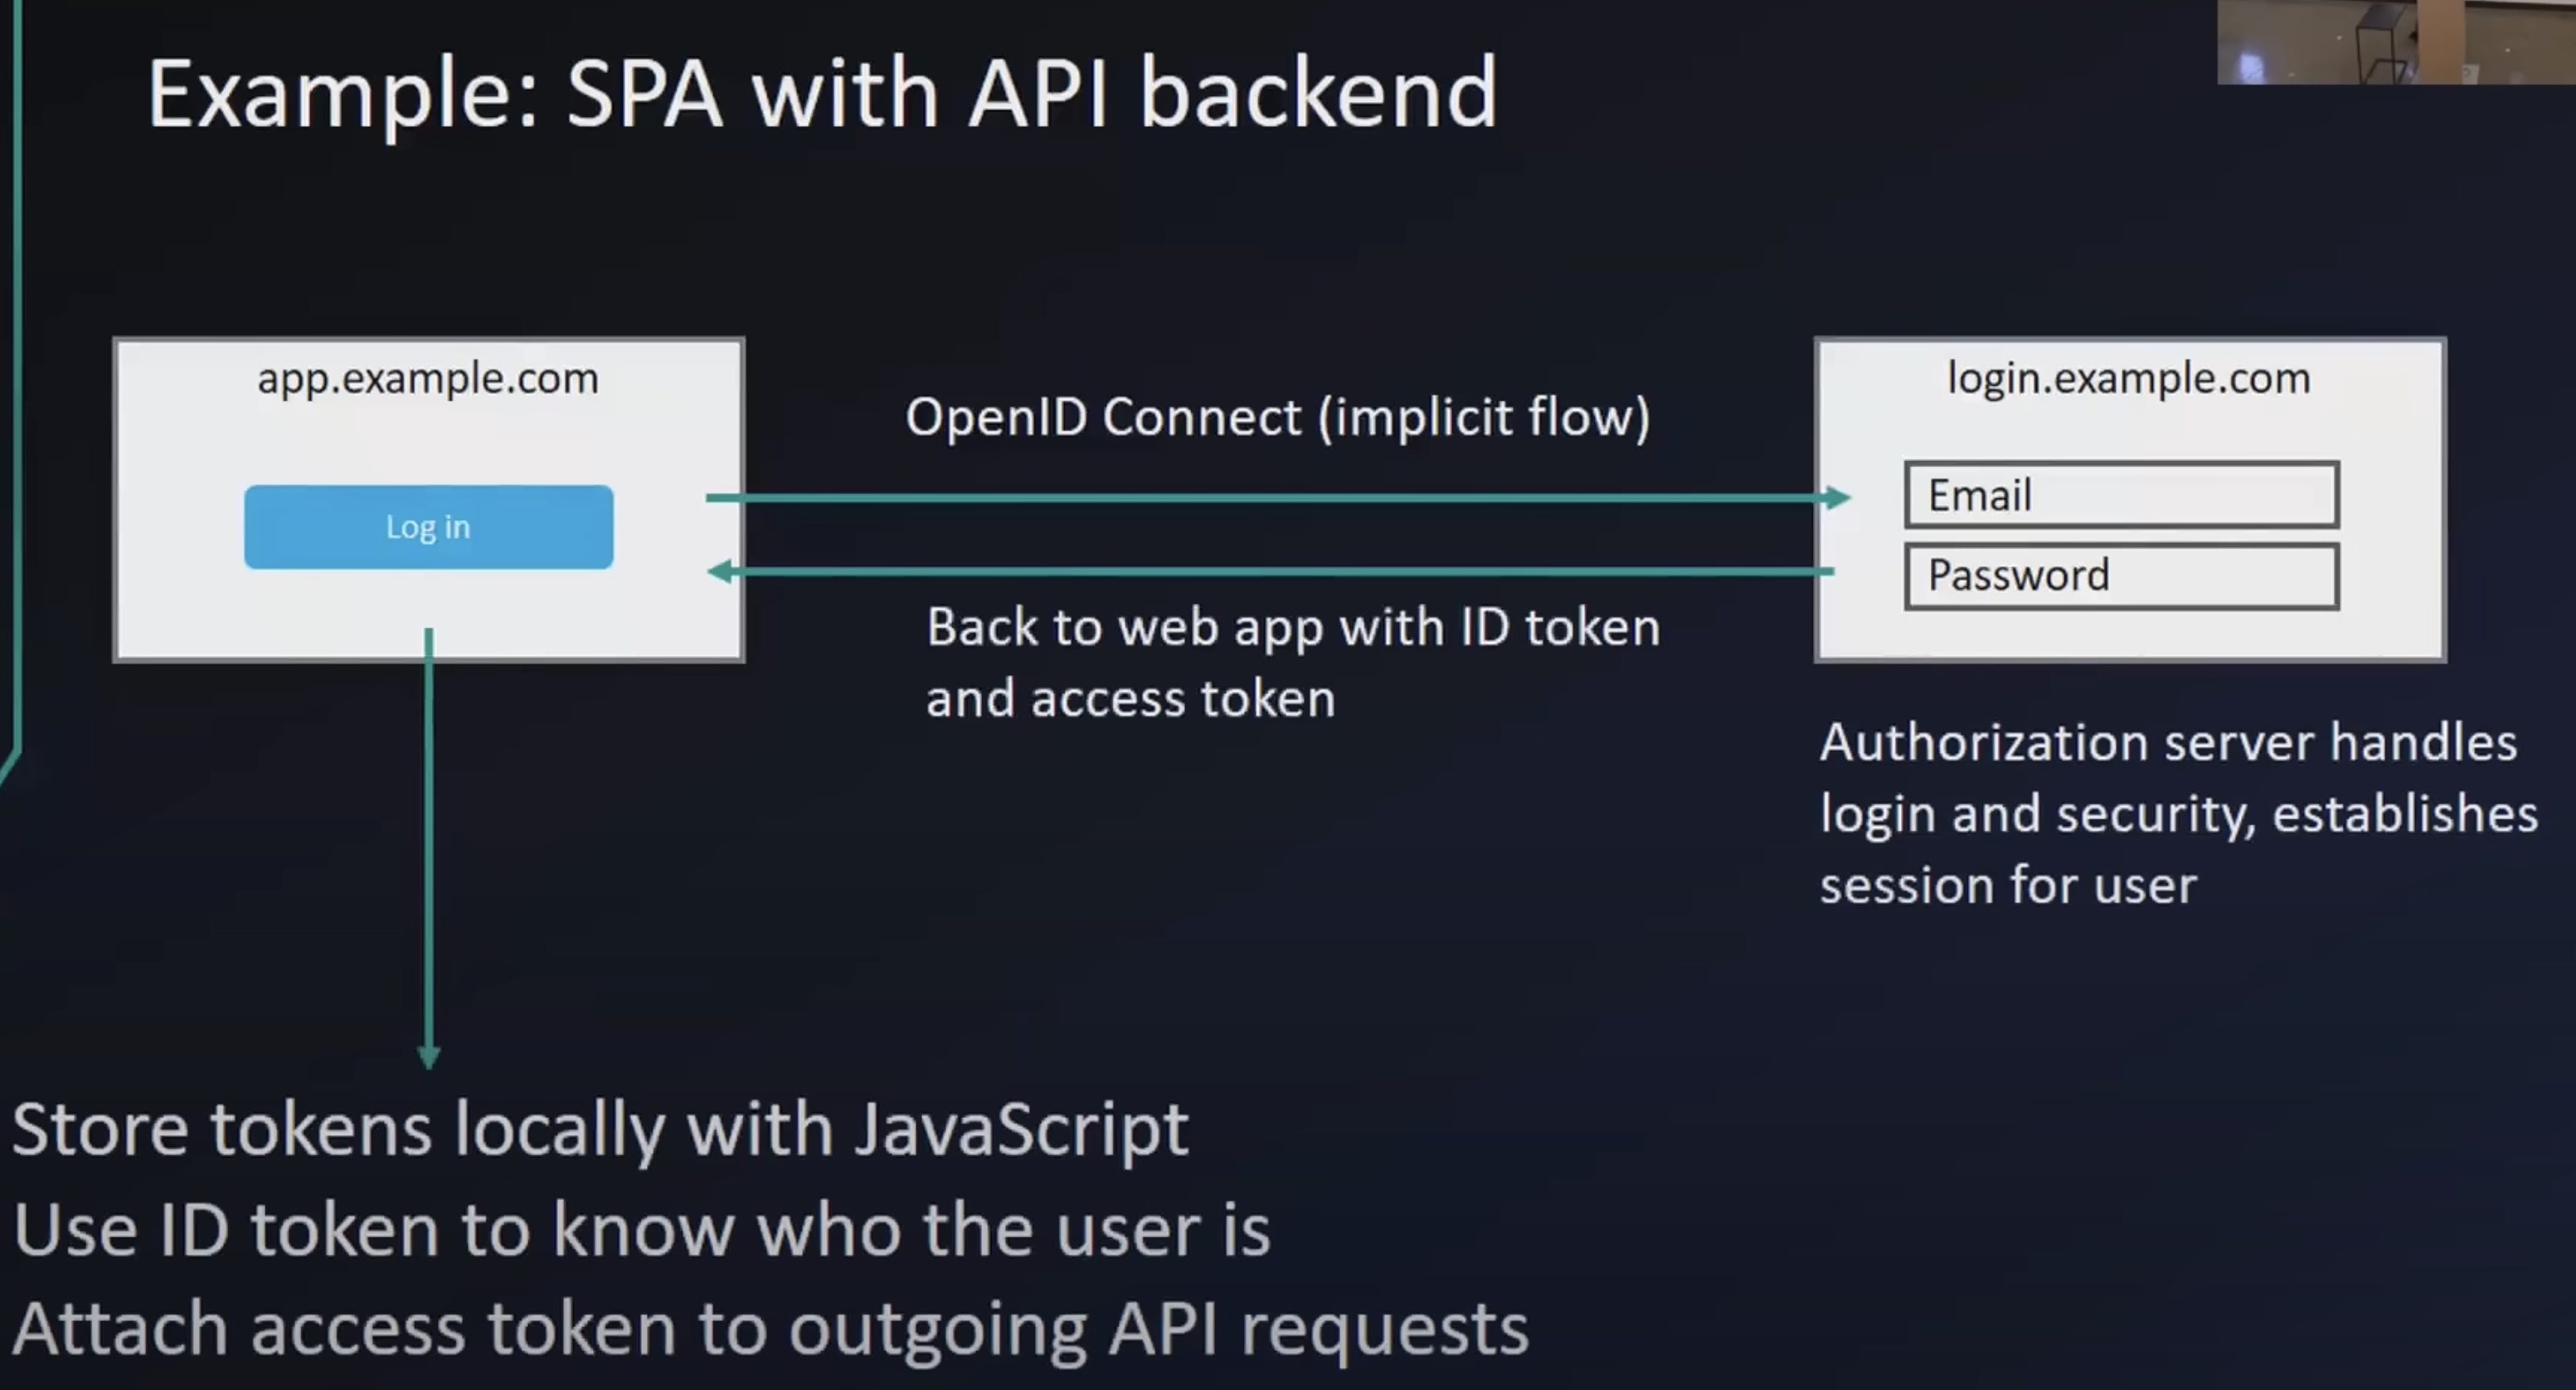 Example: SPA with API backend
app.example.com
Log in
OpenID Connect (implicit flow)
Back to web app with ID token
and access token
login.example.com
Email
Password
Authorization server handles
login and security, establishes
session for user
Store tokens locally with JavaScript
Use ID token to know who the user is
Attach access token to outgoing API requests